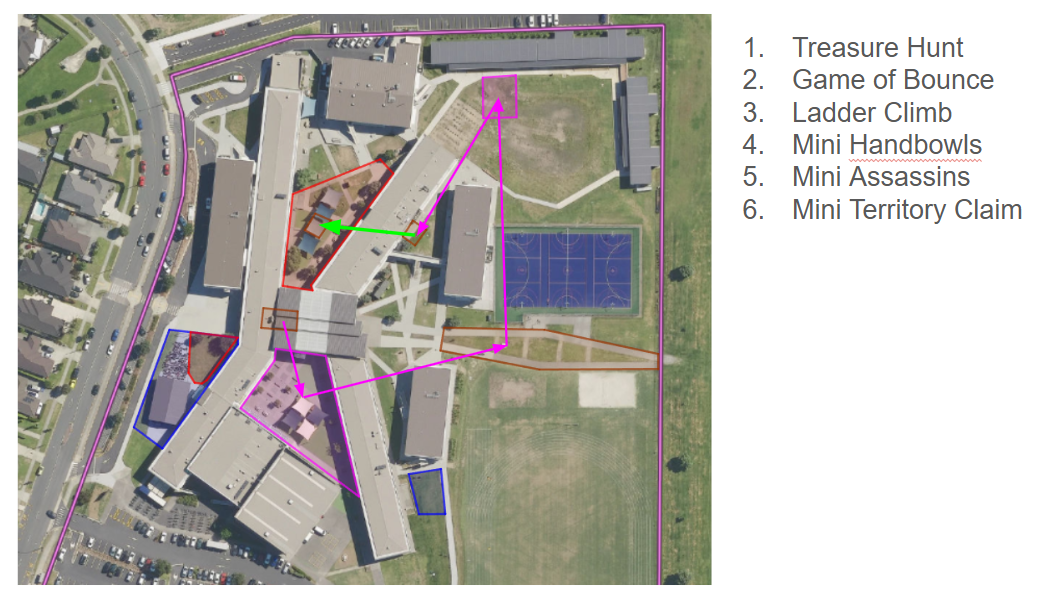 1. Treasure Hunt
2. Game of Bounce
3. Ladder Climb
4. Mini Handbowls
5. Mini Assassins
6. Mini Territory Claim